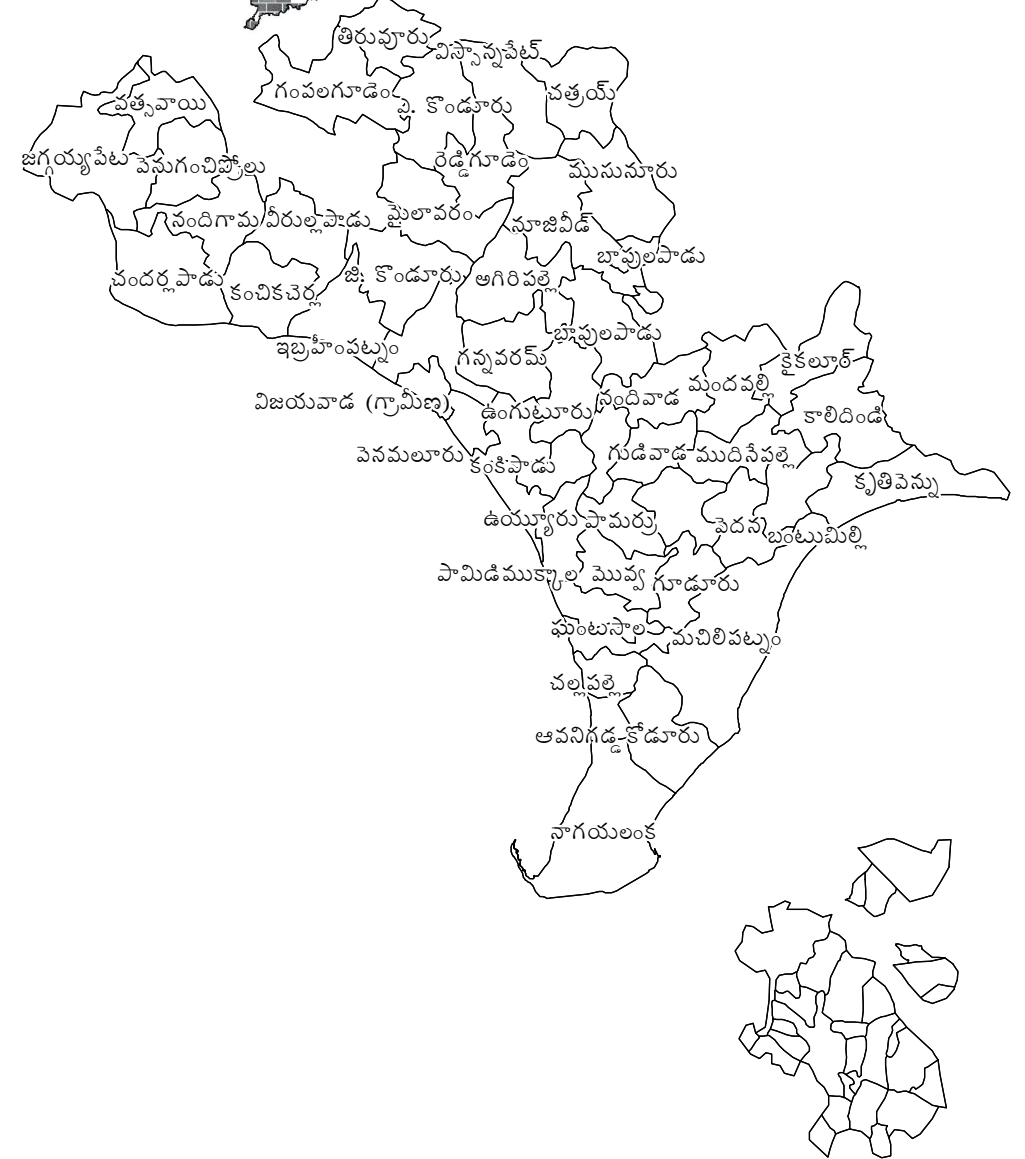 తిరువూరు
విస్సాన్నపేట్
గంపలగూడెం
ఏ. కొండూరు
చత్రయ్
వత్సవాయి
జగ్గయ్యపేట
పెనుగంచిప్రోలు
రెడ్డిగూడెం
ముసునూరు
నందిగామ
వీరుల్లపాడు
మైలావరం
నూజివీడ్
బాపులపాడు
చందర్లపాడు
కంచికచెర్ల
జి. కొండూరు
అగిరిపల్లె
ఇబ్రహీంపట్నం
గన్నవరమ్
బాపులపాడు
కైకలూర్
విజయవాడ (గ్రామీణ)
ఉంగుటూరు
నందివాడ
మందవల్లి
కాలిదిండి
పెనమలూరు
కంకిపాడు
గుడివాడ
ముదినేపల్లె
కృతివెన్ను
ఉయ్యూరు
పామర్రు
పెదన
బంటుమిల్లి
పామిడిముక్కాల
మొవ్వ
గూడూరు
ఘంటసాల
మచిలిపట్నం
చల్లపల్లె
ఆవనిగడ్డ
కోడూరు
నాగయలంక